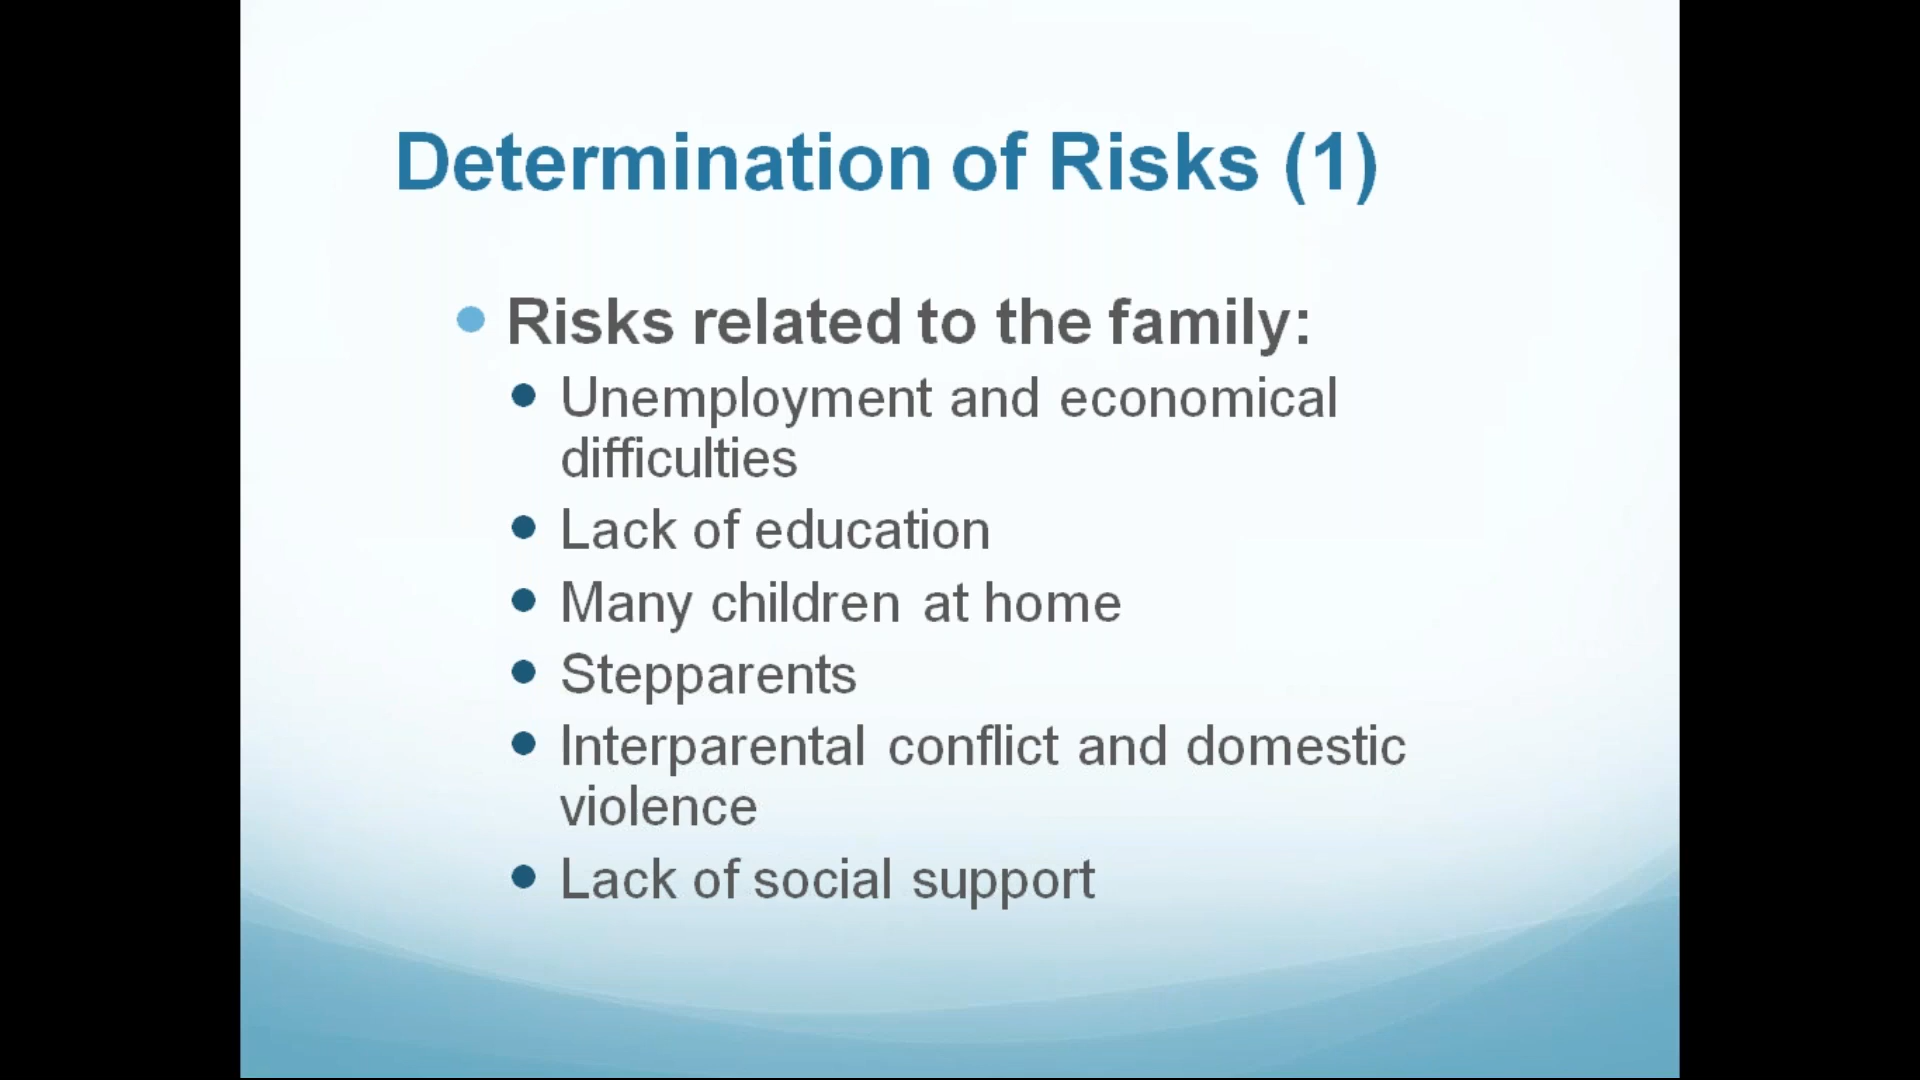 Determination of Risks (1)
Risks related to the family:
Unemployment and economical
difficulties
Lack of education
Many children at home
Stepparents
Interparental conflict and domestic
violence
Lack of social support